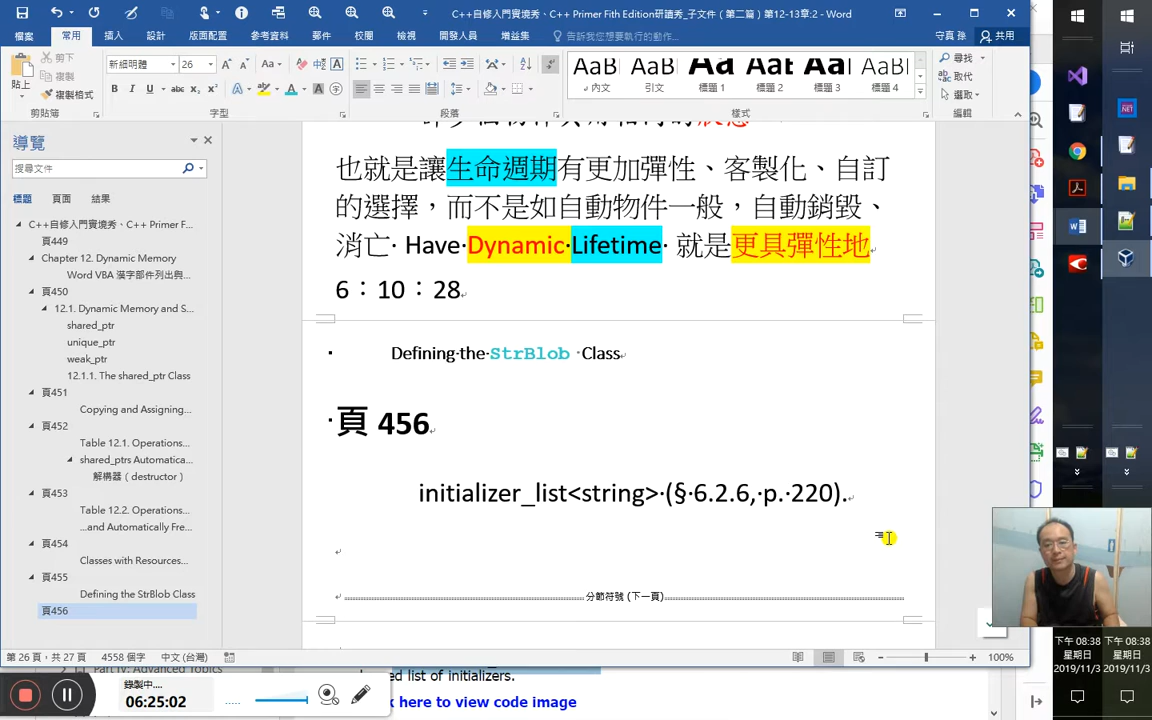 C++自修入門實境秀、C++ Primer Fith Edition研讀秀_子文件（第二篇）第12-13章:2 - Word
檔案 常用 插入 設計 版面配置 參考資料 郵件 校閱 檢視 開發人員 增益集 告訴我您想要執行的動作... 守真 孫 共用
剪下
複製
貼上 複製格式
新細明體 26
AaB AaB Aa AaE AaI AaB(
內文 引文 標題 1 標題 2 標題 3 標題 4
尋找
取代
選取
剪貼簿 字型 段落 樣式 編輯
導覽
搜尋文件
標題 頁面 結果
C++自修入門實境秀、C++ Primer F...
頁449
Chapter 12. Dynamic Memory
Word VBA 漢字部件列出與...
頁450
12.1. Dynamic Memory and S...
shared_ptr
unique_ptr
weak_ptr
12.1.1. The shared_ptr Class
頁451
Copying and Assigning...
頁452
Table 12.1. Operations...
shared_ptrs Automatica...
解構器（destructor）
頁453
Table 12.2. Operations...
...and Automatically Fre...
頁454
Classes with Resources...
頁455
Defining the StrBlob Class
頁456
也就是讓生命週期有更加彈性、客製化、自訂
的選擇，而不是如自動物件一般，自動銷毀、
消亡· Have·Dynamic·Lifetime· 就是更具彈性地
6：10：28
Defining·the·StrBlob ·Class
頁 456
initializer_list<string>·(§·6.2.6,·p.·220).
分節符號 (下一頁)
第 26 頁，共 27 頁 4558 個字 中文 (台灣) 100%
Part IV: Advanced Topics
ed list of initializers.
k here to view code image
錄製中...
06:25:02
下午 08:38 下午 08:38
星期日 星期日
2019/11/3 2019/11/3